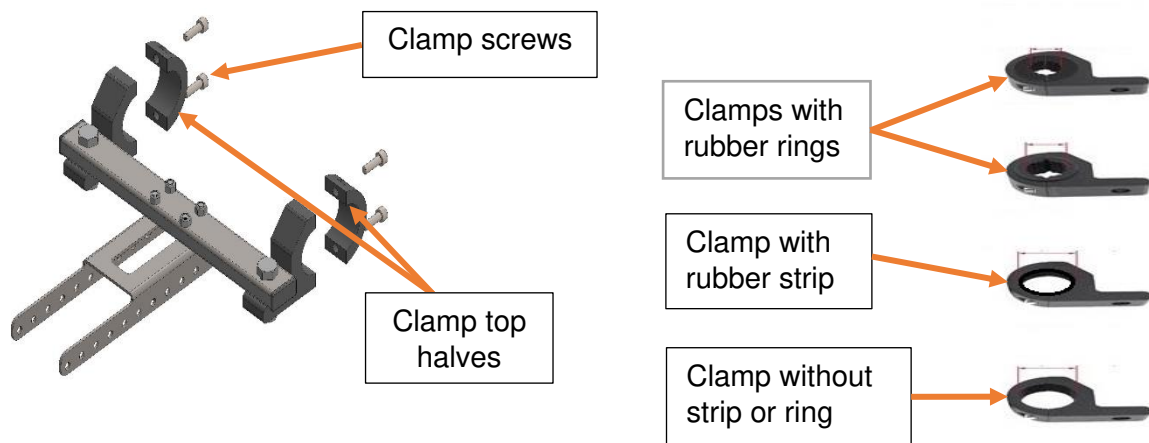 Clamp screws
Clamp top
halves
Clamps with
rubber rings
Clamp with
rubber strip
Clamp without
strip or ring